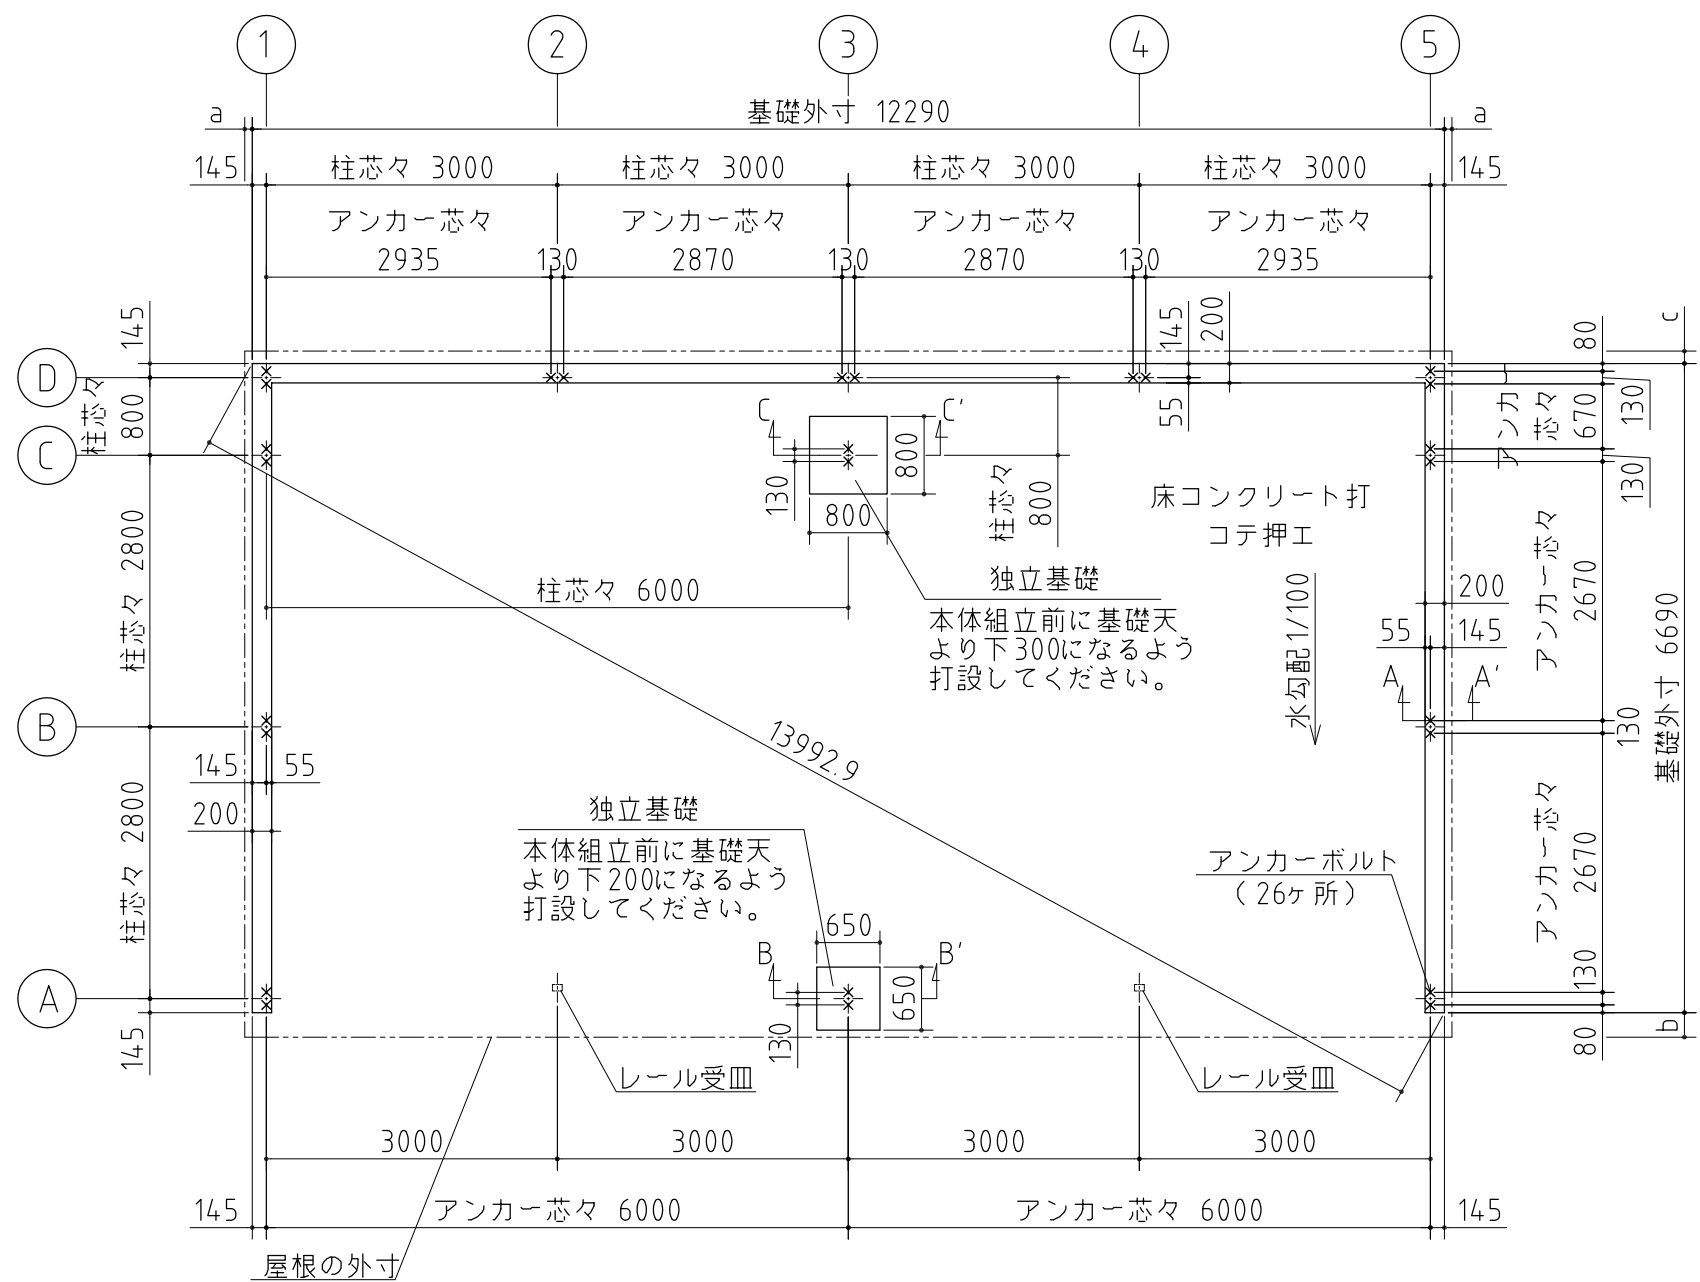 1
2
3
4
5
a
基礎外寸 12290
a
145
柱芯々 3000
柱芯々 3000
柱芯々 3000
柱芯々 3000
145
アンカー芯々
アンカー芯々
アンカー芯々
アンカー芯々
2935
130
2870
130
2870
130
2935
145
145
200
80
c
D
柱芯々
800
55
アンカー
芯々
670
130
C
C
C'
800
130
800
柱芯々
800
130
床コンクリート打
コテ押エ
柱芯々 2800
柱芯々 6000
独立基礎
本体組立前に基礎天
より下300になるよう
打設してください。
水勾配1/100
アンカー芯々
2670
200
55
145
A
A'
130
基礎外寸 6690
B
13992.9
145
55
200
柱芯々 2800
独立基礎
本体組立前に基礎天
より下200になるよう
打設してください。
アンカーボルト
(26ヶ所)
アンカー芯々
2670
650
B
B'
650
130
130
A
145
80
b
レール受皿
レール受皿
3000
3000
3000
3000
145
アンカー芯々 6000
アンカー芯々 6000
145
屋根の外寸